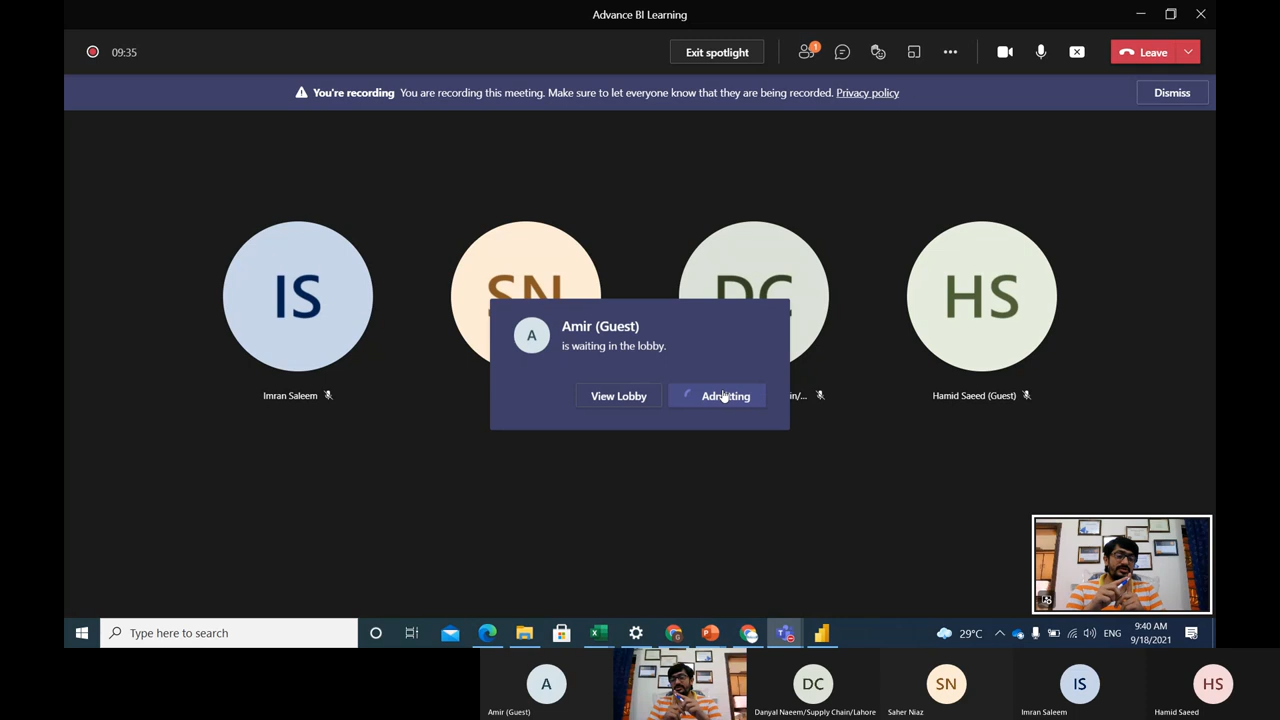 Advance BI Learning
09:35
Exit spotlight
1
Leave
You're recording You are recording this meeting. Make sure to let everyone know that they are being recorded. Privacy policy
Dismiss
IS
SN
DC
HS
Amir (Guest)
A
is waiting in the lobby.
View Lobby
Admitting
Imran Saleem
in/...
Hamid Saeed (Guest)
Type here to search
29°C
ENG
9:40 AM
9/18/2021
A
DC
SN
IS
HS
Amir (Guest)
Danyal Naeem/Supply Chain/Lahore
Saher Niaz
Imran Saleem
Hamid Saeed